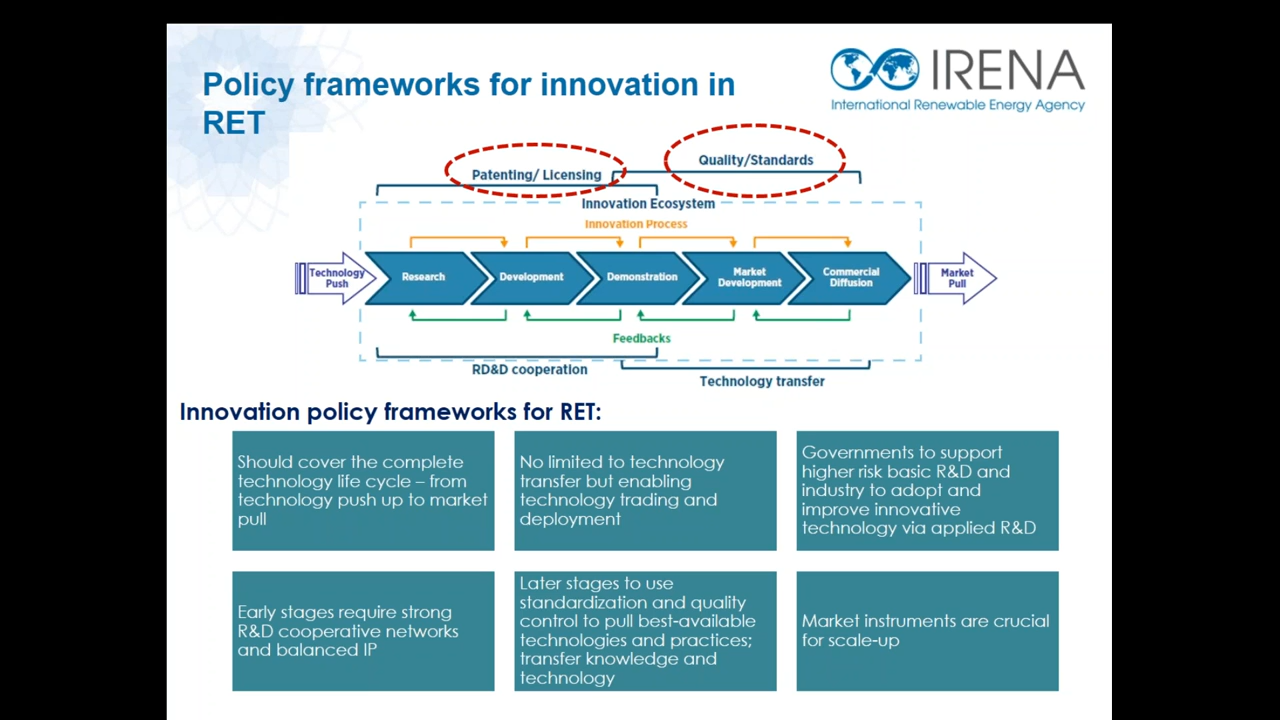 Policy frameworks for innovation in
RET
IRENA
International Renewable Energy Agency
Quality/Standards
Patenting/ Licensing
Innovation Ecosystem
Innovation Process
Technology
Push
Research
Development
Demonstration
Market
Development
Commercial
Diffusion
Market
Pull
Feedbacks
RD&D cooperation
Technology transfer
Innovation policy frameworks for RET:
Should cover the complete
technology life cycle – from
technology push up to market
pull
No limited to technology
transfer but enabling
technology trading and
deployment
Governments to support
higher risk basic R&D and
industry to adopt and
improve innovative
technology via applied R&D
Early stages require strong
R&D cooperative networks
and balanced IP
Later stages to use
standardization and quality
control to pull best-available
technologies and practices;
transfer knowledge and
technology
Market instruments are crucial
for scale-up